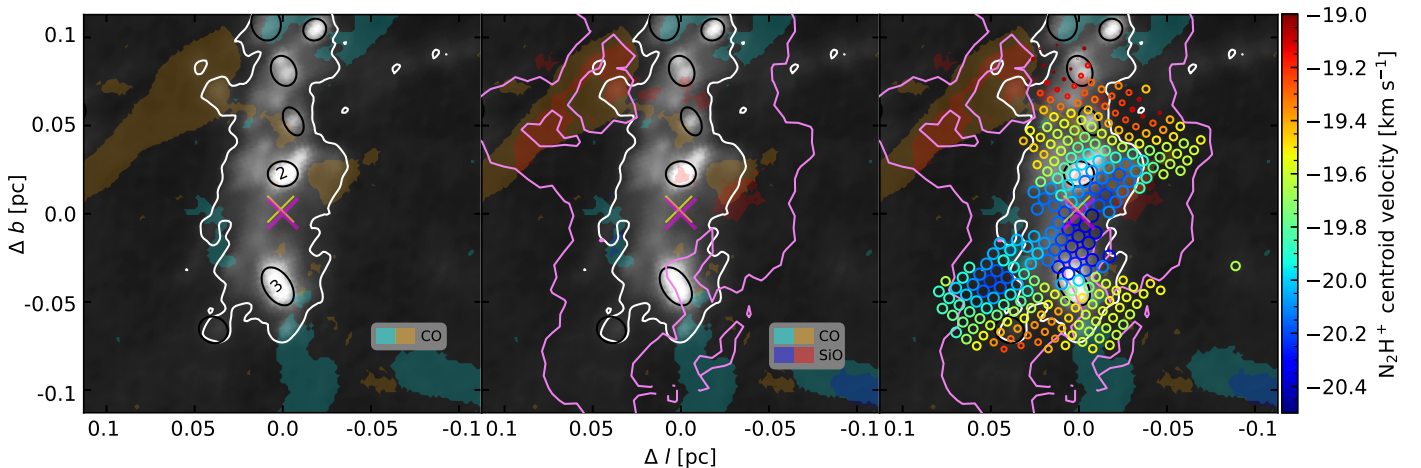 0.1
0.05
0.0
-0.05
-0.1
Δ b [pc]
2
3
CO
0.1 0.05 0.0 -0.05 -0.1
CO
SiO
0.1 0.05 0.0 -0.05
Δ l [pc]
0.1 0.05 0.0 -0.05 -0.1
−19.0
−19.2
−19.4
−19.6
−19.8
−20.0
−20.2
−20.4
N₂H⁺ centroid velocity [km s⁻¹]